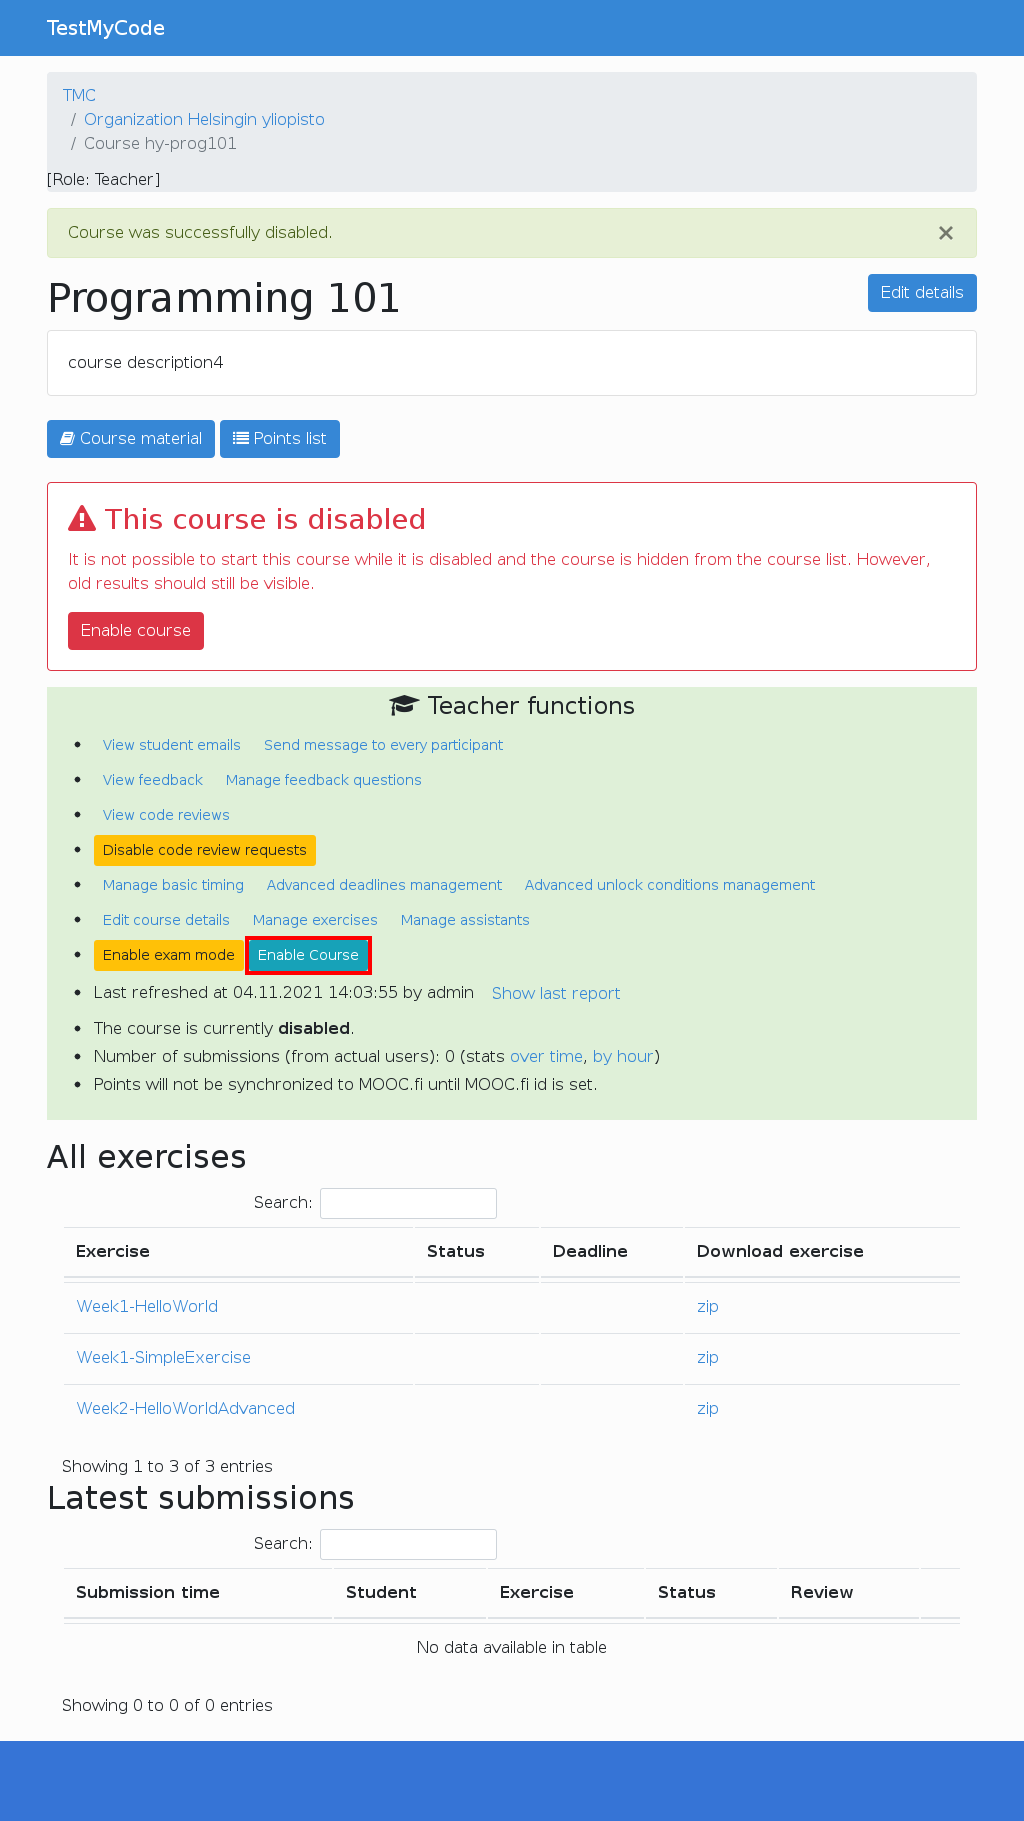 TestMyCode
TMC
/ Organization Helsingin yliopisto
/ Course hy-prog101
[Role: Teacher]
Course was successfully disabled. ×
Programming 101 Edit details
course description4
Course material Points list
This course is disabled
It is not possible to start this course while it is disabled and the course is hidden from the course list. However,
old results should still be visible.
Enable course
Teacher functions
• View student emails Send message to every participant
• View feedback Manage feedback questions
• View code reviews
• Disable code review requests
• Manage basic timing Advanced deadlines management Advanced unlock conditions management
• Edit course details Manage exercises Manage assistants
• Enable exam mode Enable Course
• Last refreshed at 04.11.2021 14:03:55 by admin Show last report
• The course is currently disabled.
• Number of submissions (from actual users): 0 (stats over time, by hour)
• Points will not be synchronized to MOOC.fi until MOOC.fi id is set.
All exercises
Search:
Exercise Status Deadline Download exercise
Week1-HelloWorld zip
Week1-SimpleExercise zip
Week2-HelloWorldAdvanced zip
Showing 1 to 3 of 3 entries
Latest submissions
Search:
Submission time Student Exercise Status Review
No data available in table
Showing 0 to 0 of 0 entries